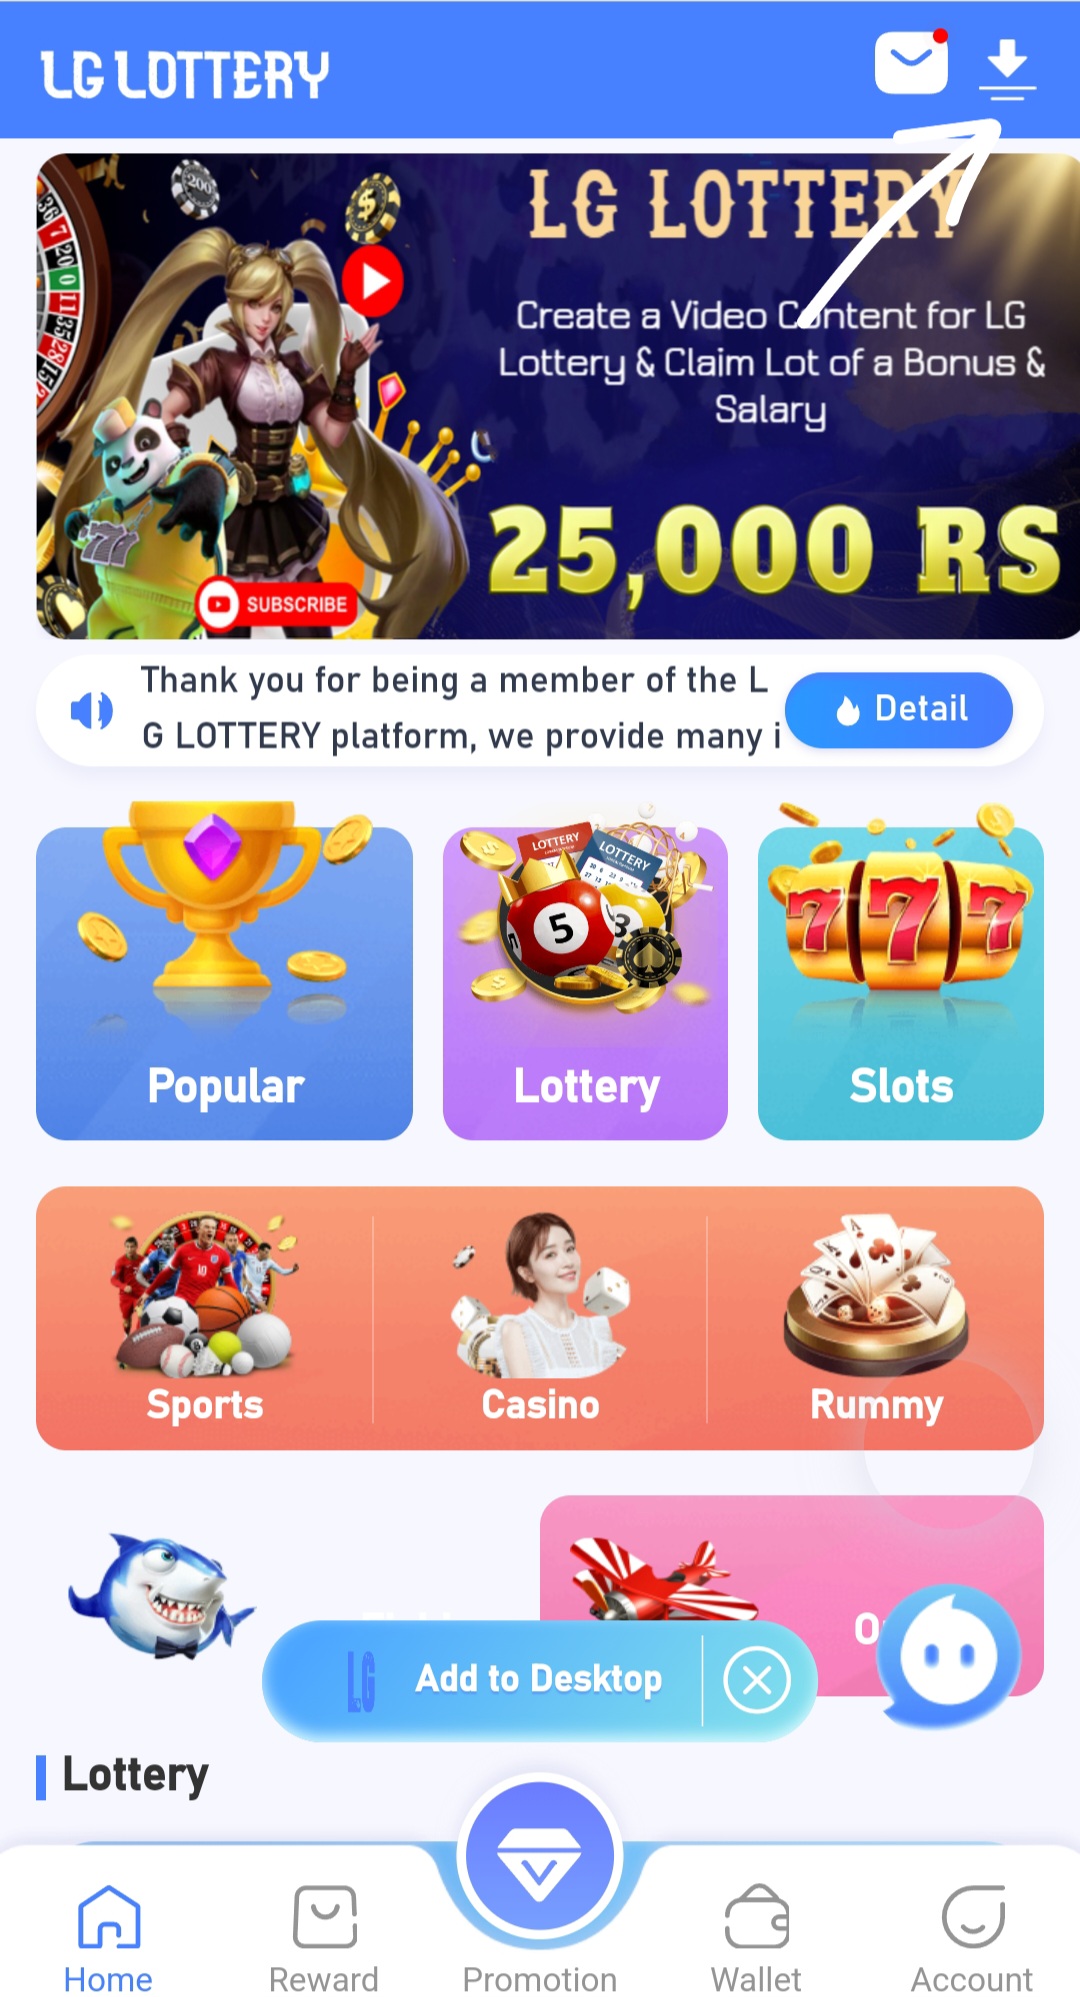 LG LOTTERY
LG LOTTERY
Create a Video Content for LG
Lottery & Claim Lot of a Bonus &
Salary
25,000 RS
SUBSCRIBE
Thank you for being a member of the L
G LOTTERY platform, we provide many i
Detail
Popular
Lottery
Slots
Sports
Casino
Rummy
LG
Add to Desktop
Lottery
Home
Reward
Promotion
Wallet
Account